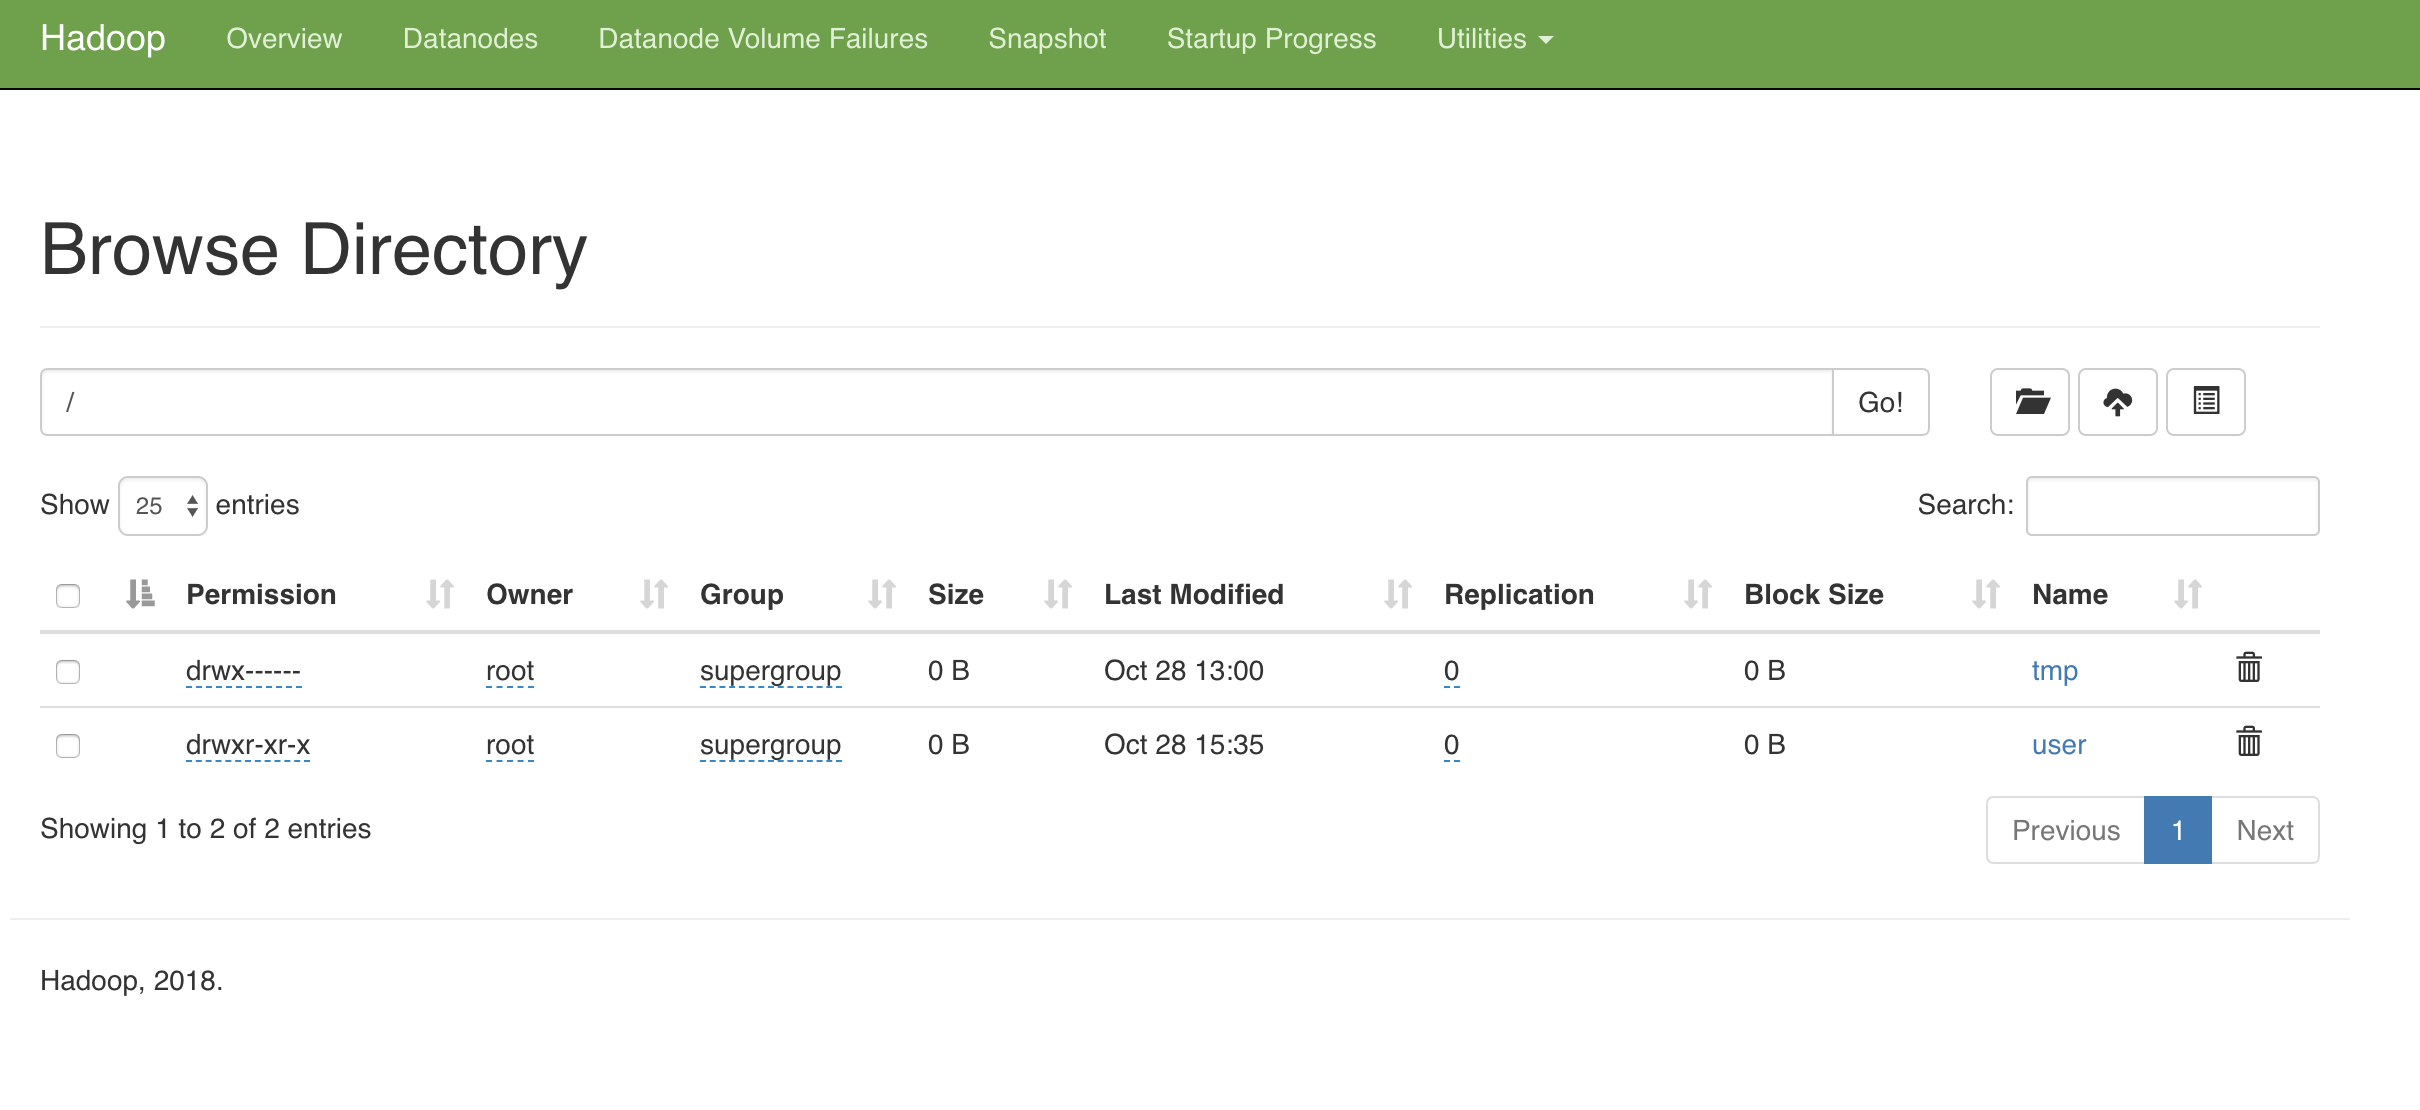 Hadoop Overview Datanodes Datanode Volume Failures Snapshot Startup Progress Utilities
Browse Directory
/ Go!
Show 25 entries Search:
Permission Owner Group Size Last Modified Replication Block Size Name
drwx------ root supergroup 0 B Oct 28 13:00 0 0 B tmp
drwxr-xr-x root supergroup 0 B Oct 28 15:35 0 0 B user
Showing 1 to 2 of 2 entries Previous 1 Next
Hadoop, 2018.